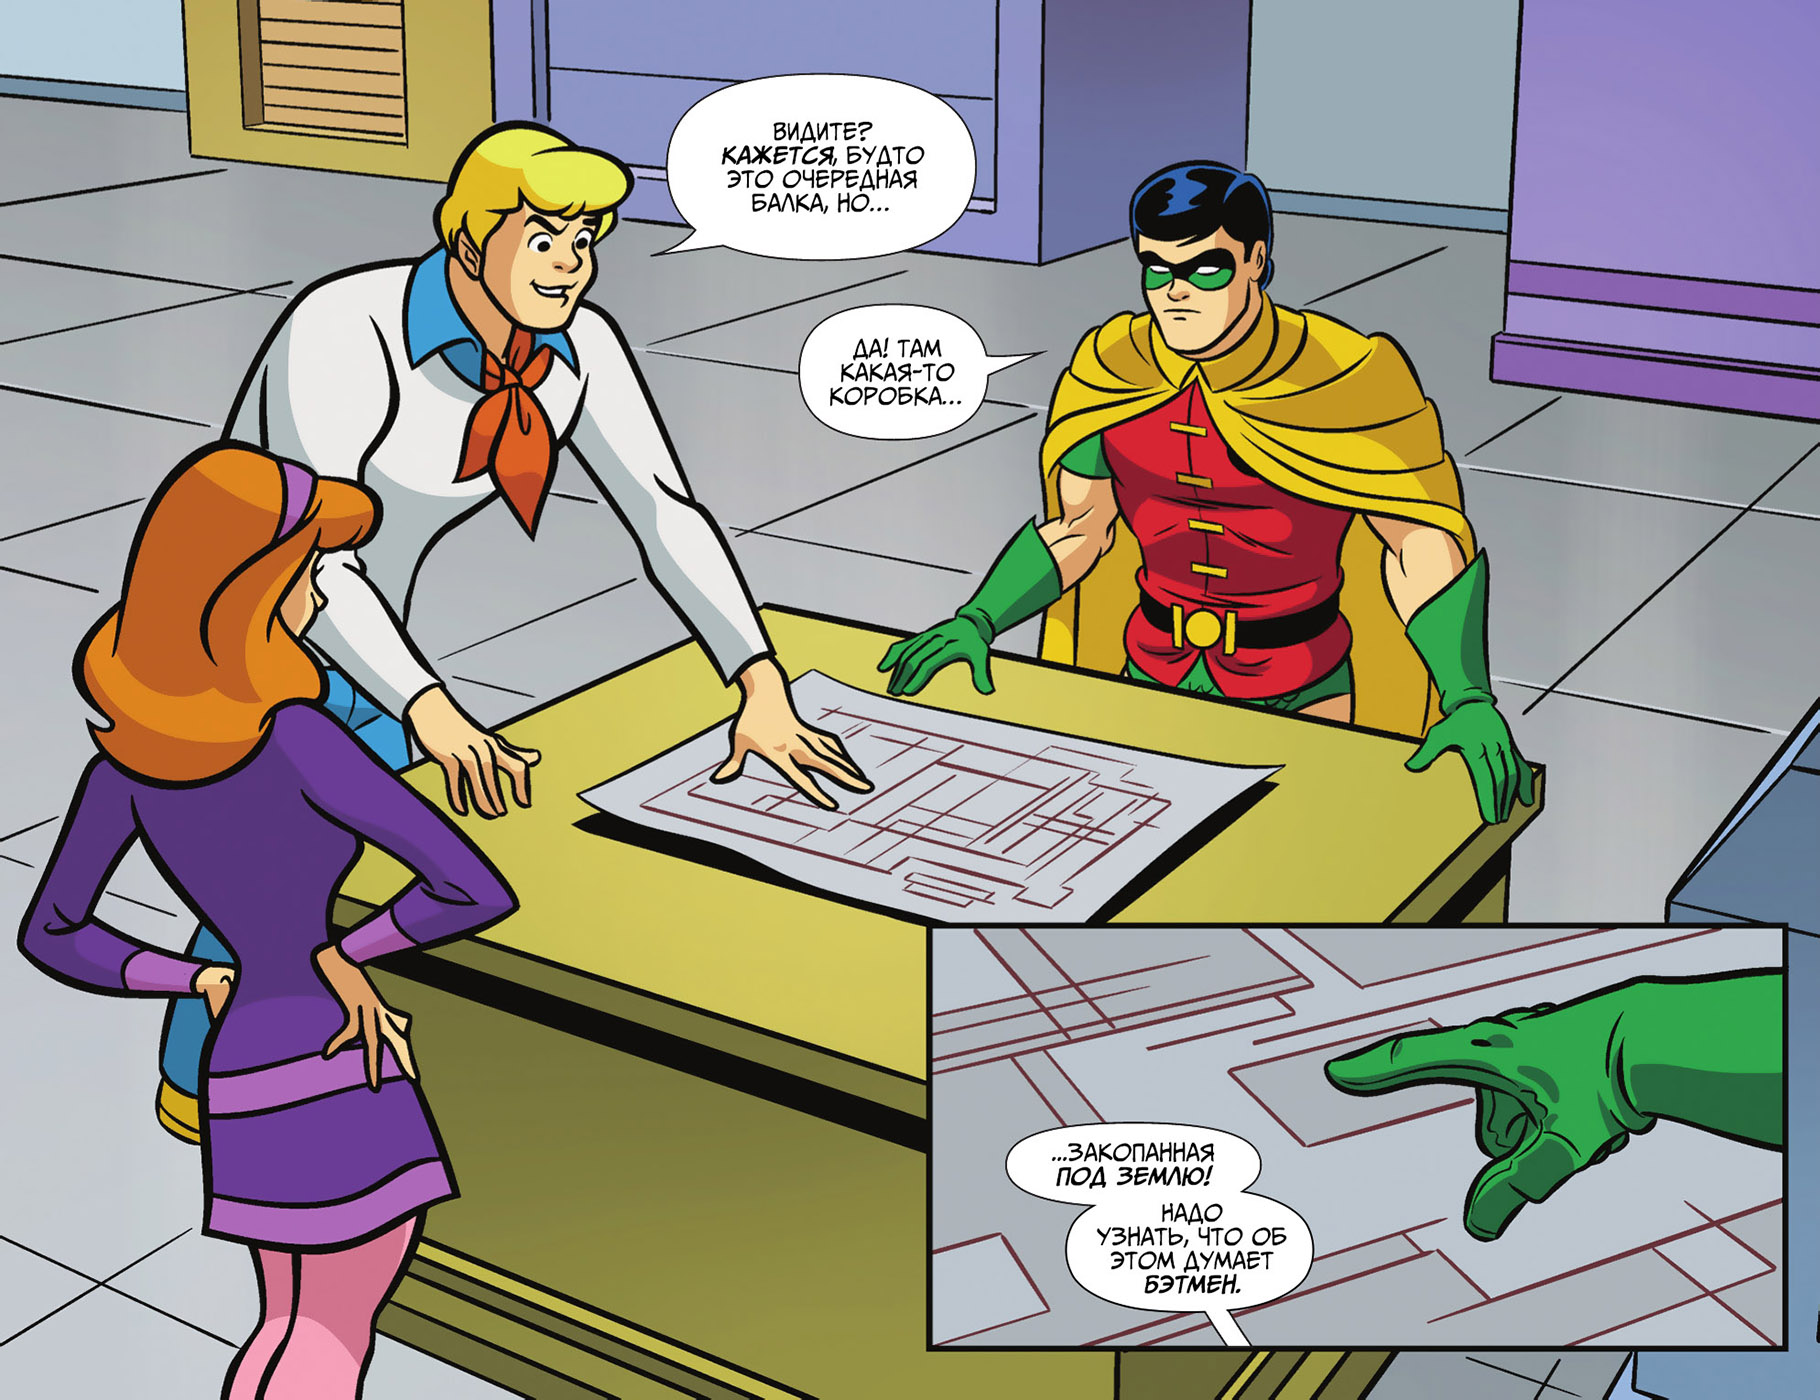 ВИДИТЕ?
КАЖЕТСЯ, БУДТО
ЭТО ОЧЕРЕДНАЯ
БАЛКА, НО...
ДА! ТАМ
КАКАЯ-ТО
КОРОБКА...
...ЗАКОПАННАЯ
ПОД ЗЕМЛЮ!
НАДО
УЗНАТЬ, ЧТО ОБ
ЭТОМ ДУМАЕТ
БЭТМЕН.